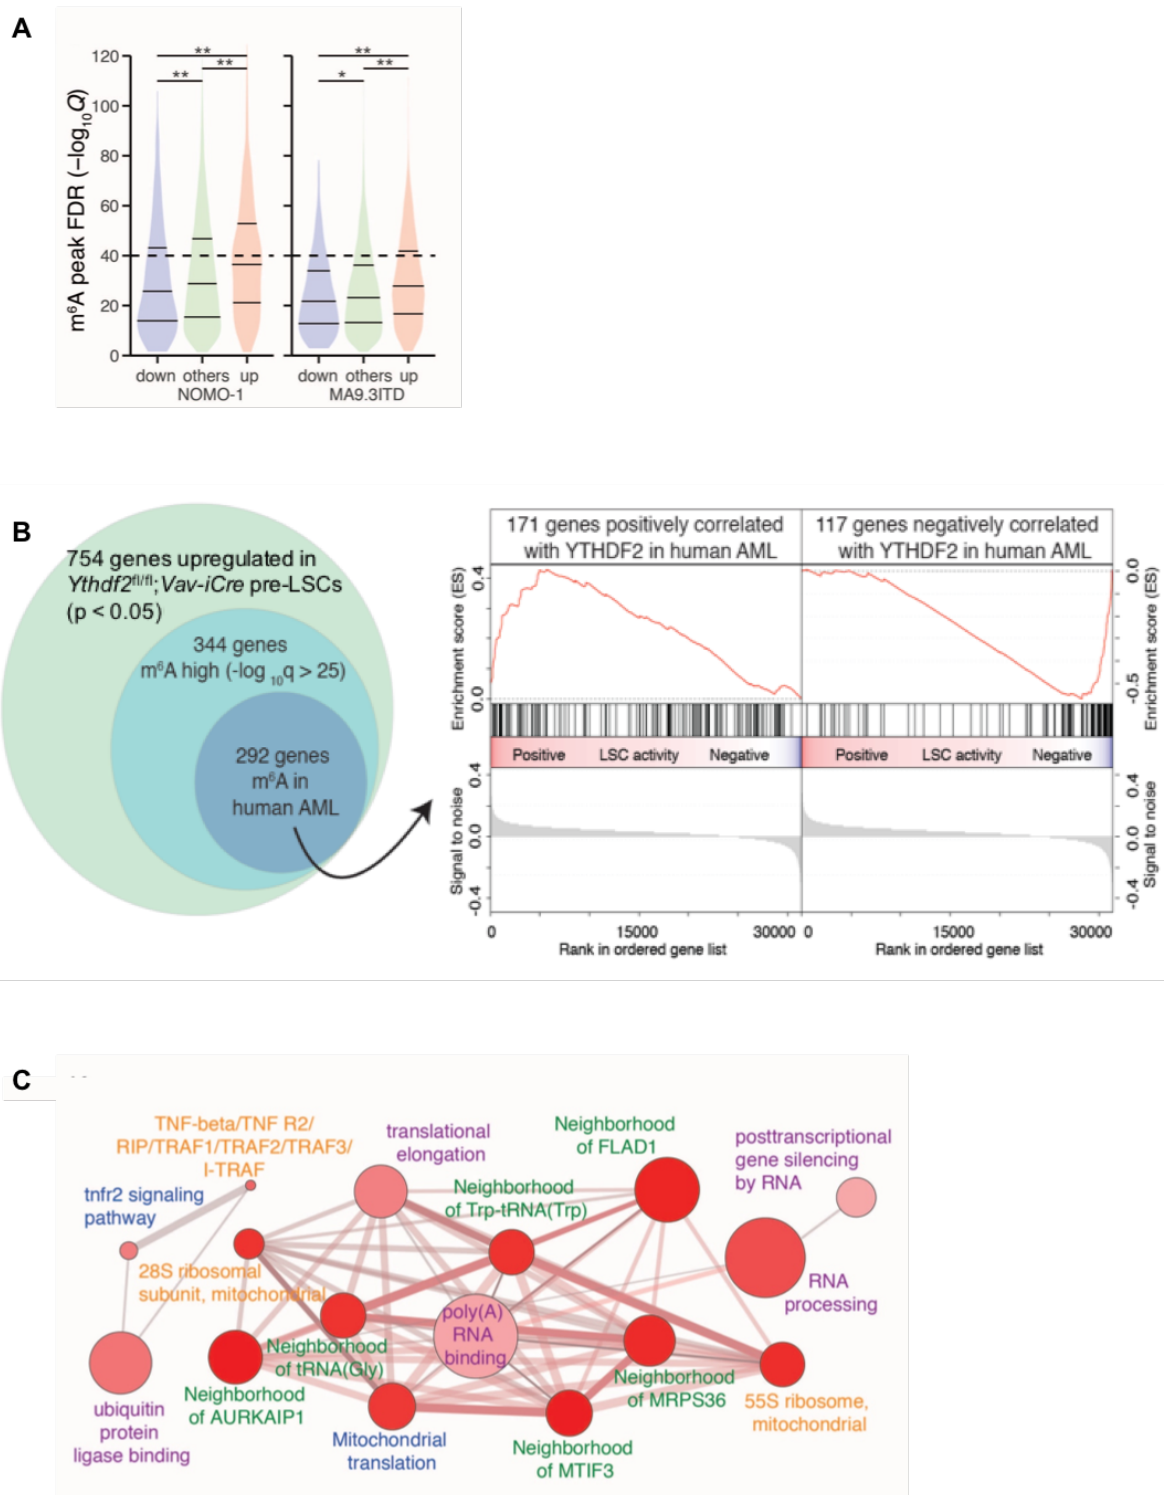 A
m⁶A peak FDR (−log₁₀Q)
120
100
80
60
40
20
0
**
**
**
**
**
*
down others up
NOMO-1
down others up
MA9.3ITD
B
754 genes upregulated in
Ythdf2fl/fl;Vav-iCre pre-LSCs
(p < 0.05)
344 genes
m⁶A high (-log ₁₀q > 25)
292 genes
m⁶A in
human AML
171 genes positively correlated
with YTHDF2 in human AML
117 genes negatively correlated
with YTHDF2 in human AML
Enrichment score (ES)
0.4
0.0
0.0
-0.5
Enrichment score (ES)
Positive LSC activity Negative
Positive LSC activity Negative
Signal to noise
0.4
0.0
-0.4
0.4
0.0
-0.4
Signal to noise
0 15000 30000
0 15000 30000
Rank in ordered gene list
Rank in ordered gene list
C
TNF-beta/TNF R2/
RIP/TRAF1/TRAF2/TRAF3/
I-TRAF
tnfr2 signaling
pathway
translational
elongation
Neighborhood
of FLAD1
posttranscriptional
gene silencing
by RNA
Neighborhood
of Trp-tRNA(Trp)
28S ribosomal
subunit, mitochondrial
RNA
processing
poly(A)
RNA
binding
Neighborhood
of tRNA(Gly)
Neighborhood
of AURKAIP1
Neighborhood
of MRPS36
55S ribosome,
mitochondrial
ubiquitin
protein
ligase binding
Mitochondrial
translation
Neighborhood
of MTIF3